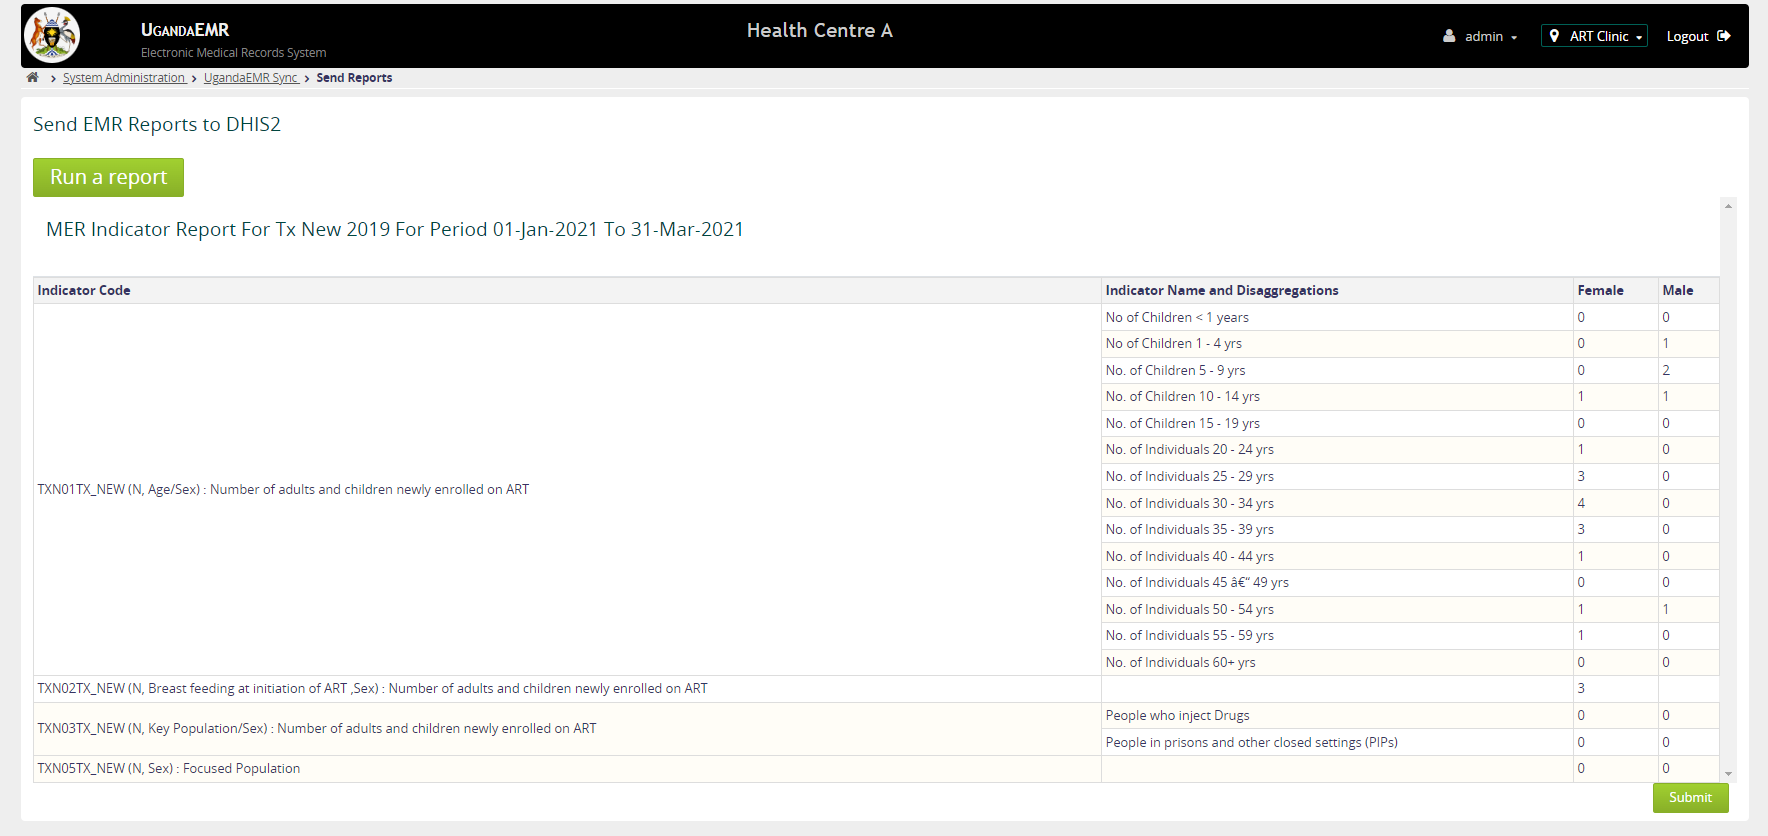 UgandaEMR
Electronic Medical Records System
Health Centre A
admin
ART Clinic
Logout
System Administration > UgandaEMR Sync > Send Reports
Send EMR Reports to DHIS2
Run a report
MER Indicator Report For Tx New 2019 For Period 01-Jan-2021 To 31-Mar-2021
Indicator Code Indicator Name and Disaggregations Female Male
No of Children < 1 years 0 0
No of Children 1 - 4 yrs 0 1
No. of Children 5 - 9 yrs 0 2
No. of Children 10 - 14 yrs 1 1
No. of Children 15 - 19 yrs 0 0
No. of Individuals 20 - 24 yrs 1 0
No. of Individuals 25 - 29 yrs 3 0
TXN01TX_NEW (N, Age/Sex) : Number of adults and children newly enrolled on ART
No. of Individuals 30 - 34 yrs 4 0
No. of Individuals 35 - 39 yrs 3 0
No. of Individuals 40 - 44 yrs 1 0
No. of Individuals 45 â€“ 49 yrs 0 0
No. of Individuals 50 - 54 yrs 1 1
No. of Individuals 55 - 59 yrs 1 0
No. of Individuals 60+ yrs 0 0
TXN02TX_NEW (N, Breast feeding at initiation of ART ,Sex) : Number of adults and children newly enrolled on ART 3
TXN03TX_NEW (N, Key Population/Sex) : Number of adults and children newly enrolled on ART
People who inject Drugs 0 0
People in prisons and other closed settings (PIPs) 0 0
TXN05TX_NEW (N, Sex) : Focused Population 0 0
Submit